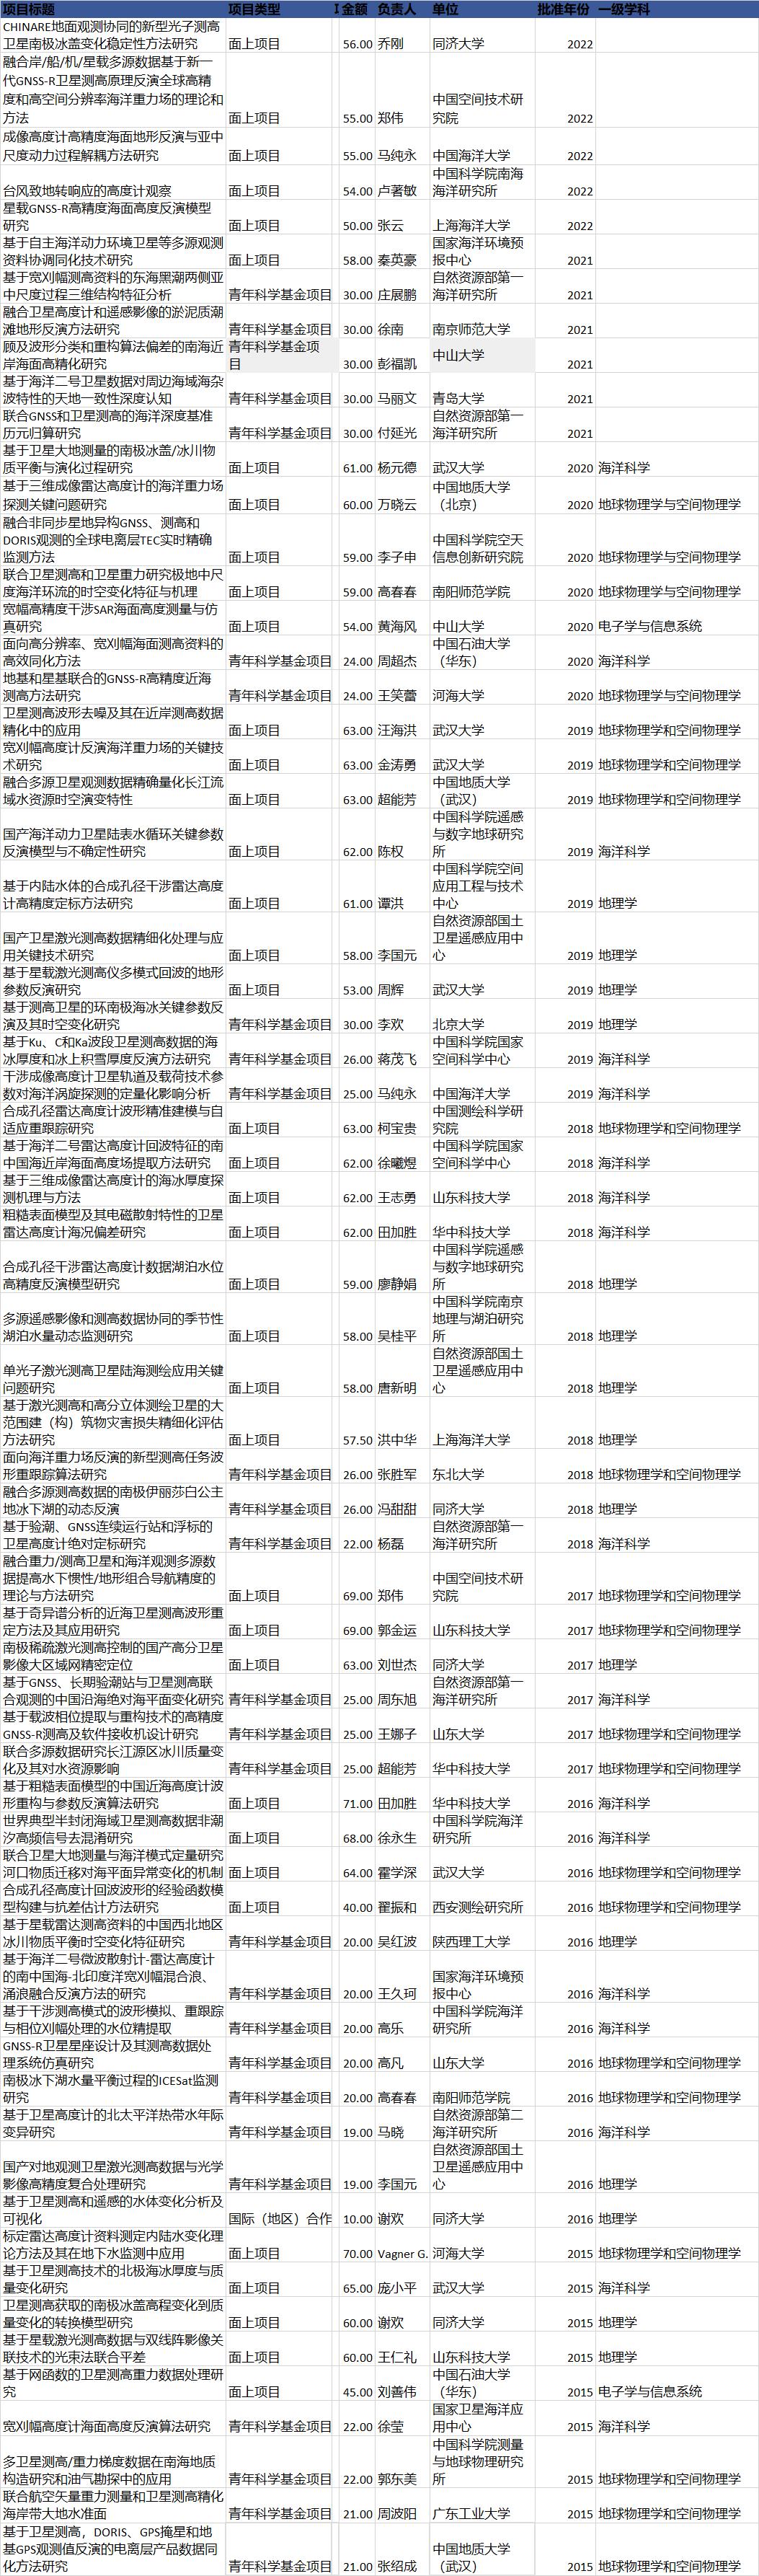 项目标题 项目类型 金额 负责人 单位 批准年份 一级学科
CHINARE地面观测协同的新型光子测高
卫星南极冰盖变化稳定性方法研究 面上项目 56.00 乔刚 同济大学 2022
融合岸/船/机/星载多源数据基于新一
代GNSS-R卫星测高原理反演全球高精
度和高空间分辨率海洋重力场的理论和 中国空间技术研
方法 面上项目 55.00 郑伟 究院 2022
成像高度计高精度海面地形反演与亚中
尺度动力过程解耦方法研究 面上项目 55.00 马纯永 中国海洋大学 2022
中国科学院南海
台风致地转响应的高度计观察 面上项目 54.00 卢著敏 海洋研究所 2022
星载GNSS-R高精度海面高度反演模型
研究 面上项目 50.00 张云 上海海洋大学 2022
基于自主海洋动力环境卫星等多源观测 国家海洋环境预
资料协调同化技术研究 面上项目 58.00 秦英豪 报中心 2021
基于宽刈幅测高资料的东海黑潮两侧亚 自然资源部第一
中尺度过程三维结构特征分析 青年科学基金项目 30.00 庄展鹏 海洋研究所 2021
融合卫星高度计和遥感影像的淤泥质潮
滩地形反演方法研究 青年科学基金项目 30.00 徐南 南京师范大学 2021
顾及波形分类和重构算法偏差的南海近 青年科学基金项
岸海面高精化研究 目 30.00 彭福凯 中山大学 2021
基于海洋二号卫星数据对周边海域海杂
波特性的天地一致性深度认知 青年科学基金项目 30.00 马丽文 青岛大学 2021
联合GNSS和卫星测高的海洋深度基准 自然资源部第一
历元归算研究 青年科学基金项目 30.00 付延光 海洋研究所 2021
基于卫星大地测量的南极冰盖/冰川物
质平衡与演化过程研究 面上项目 61.00 杨元德 武汉大学 2020 海洋科学
基于三维成像雷达高度计的海洋重力场 中国地质大学
探测关键问题研究 面上项目 60.00 万晓云 （北京） 2020 地球物理学与空间物理学
融合非同步星地异构GNSS、测高和
DORIS观测的全球电离层TEC实时精确 中国科学院空天
监测方法 面上项目 59.00 李子申 信息创新研究院 2020 地球物理学与空间物理学
联合卫星测高和卫星重力研究极地中尺
度海洋环流的时空变化特征与机理 面上项目 59.00 高春春 南阳师范学院 2020 地球物理学与空间物理学
宽幅高精度干涉SAR海面高度测量与仿
真研究 面上项目 54.00 黄海风 中山大学 2020 电子学与信息系统
面向高分辨率、宽刈幅海面测高资料的 中国石油大学
高效同化方法 青年科学基金项目 24.00 周超杰 （华东） 2020 海洋科学
地基和星基联合的GNSS-R高精度近海
测高方法研究 青年科学基金项目 24.00 王笑蕾 河海大学 2020 地球物理学与空间物理学
卫星测高波形去噪及其在近岸测高数据
精化中的应用 面上项目 63.00 汪海洪 武汉大学 2019 地球物理学和空间物理学
宽刈幅高度计反演海洋重力场的关键技
术研究 面上项目 63.00 金涛勇 武汉大学 2019 地球物理学和空间物理学
融合多源卫星观测数据精确量化长江流 中国地质大学
域水资源时空演变特性 面上项目 63.00 超能芳 （武汉） 2019 地球物理学和空间物理学
中国科学院遥感
国产海洋动力卫星陆表水循环关键参数 与数字地球研究
反演模型与不确定性研究 面上项目 62.00 陈权 所 2019 海洋科学
中国科学院空间
基于内陆水体的合成孔径干涉雷达高度 应用工程与技术
计高精度定标方法研究 面上项目 61.00 谭洪 中心 2019 地理学
自然资源部国土
国产卫星激光测高数据精细化处理与应 卫星遥感应用中
用关键技术研究 面上项目 58.00 李国元 心 2019 地理学
基于星载激光测高仪多模式回波的地形
参数反演研究 面上项目 53.00 周辉 武汉大学 2019 地理学
基于测高卫星的环南极海冰关键参数反
演及其时空变化研究 青年科学基金项目 30.00 李欢 北京大学 2019 地理学
基于Ku、C和Ka波段卫星测高数据的海 中国科学院国家
冰厚度和冰上积雪厚度反演方法研究 青年科学基金项目 26.00 蒋茂飞 空间科学中心 2019 海洋科学
干涉成像高度计卫星轨道及载荷技术参
数对海洋涡旋探测的定量化影响分析 青年科学基金项目 25.00 马纯永 中国海洋大学 2019 海洋科学
合成孔径雷达高度计波形精准建模与自 中国测绘科学研
适应重跟踪研究 面上项目 63.00 柯宝贵 究院 2018 地球物理学和空间物理学
基于海洋二号雷达高度计回波特征的南 中国科学院国家
中国海近岸海面高度场提取方法研究 面上项目 62.00 徐曦煜 空间科学中心 2018 海洋科学
基于三维成像雷达高度计的海冰厚度探
测机理与方法 面上项目 62.00 王志勇 山东科技大学 2018 海洋科学
粗糙表面模型及其电磁散射特性的卫星
雷达高度计海况偏差研究 面上项目 62.00 田加胜 华中科技大学 2018 海洋科学
中国科学院遥感
合成孔径干涉雷达高度计数据湖泊水位 与数字地球研究
高精度反演模型研究 面上项目 59.00 廖静娟 所 2018 地理学
中国科学院南京
多源遥感影像和测高数据协同的季节性 地理与湖泊研究
湖泊水量动态监测研究 面上项目 58.00 吴桂平 所 2018 地理学
自然资源部国土
单光子激光测高卫星陆海测绘应用关键 卫星遥感应用中
问题研究 面上项目 58.00 唐新明 心 2018 地理学
基于激光测高和高分立体测绘卫星的大
范围建（构）筑物灾害损失精细化评估
方法研究 面上项目 57.50 洪中华 上海海洋大学 2018 地理学
面向海洋重力场反演的新型测高任务波
形重跟踪算法研究 青年科学基金项目 26.00 张胜军 东北大学 2018 地球物理学和空间物理学
融合多源测高数据的南极伊丽莎白公主
地冰下湖的动态反演 青年科学基金项目 26.00 冯甜甜 同济大学 2018 地理学
基于验潮、GNSS连续运行站和浮标的 自然资源部第一
卫星高度计绝对定标研究 青年科学基金项目 22.00 杨磊 海洋研究所 2018 海洋科学
融合重力/测高卫星和海洋观测多源数
据提高水下惯性/地形组合导航精度的 中国空间技术研
理论与方法研究 面上项目 69.00 郑伟 究院 2017 地球物理学和空间物理学
基于奇异谱分析的近海卫星测高波形重
定方法及其应用研究 面上项目 69.00 郭金运 山东科技大学 2017 地球物理学和空间物理学
南极稀疏激光测高控制的国产高分卫星
影像大区域网精密定位 面上项目 63.00 刘世杰 同济大学 2017 地理学
基于GNSS、长期验潮站与卫星测高联 自然资源部第一
合观测的中国沿海绝对海平面变化研究 青年科学基金项目 25.00 周东旭 海洋研究所 2017 海洋科学
基于载波相位提取与重构技术的高精度
GNSS-R测高及软件接收机设计研究 青年科学基金项目 25.00 王娜子 山东大学 2017 地球物理学和空间物理学
联合多源数据研究长江源区冰川质量变
化及其对水资源影响 青年科学基金项目 25.00 超能芳 华中科技大学 2017 地球物理学和空间物理学
基于粗糙表面模型的中国近海高度计波
形重构与参数反演算法研究 面上项目 71.00 田加胜 华中科技大学 2016 海洋科学
世界典型半封闭海域卫星测高数据非潮 中国科学院海洋
汐高频信号去混淆研究 面上项目 68.00 徐永生 研究所 2016 海洋科学
联合卫星大地测量与海洋模式定量研究
河口物质迁移对海平面异常变化的机制 面上项目 64.00 霍学深 武汉大学 2016 地球物理学和空间物理学
合成孔径高度计回波波形的经验函数模
型构建与抗差估计方法研究 面上项目 40.00 翟振和 西安测绘研究所 2016 地球物理学和空间物理学
基于星载雷达测高资料的中国西北地区
冰川物质平衡时空变化特征研究 青年科学基金项目 20.00 吴红波 陕西理工大学 2016 地理学
基于海洋二号微波散射计-雷达高度计
的南中国海-北印度洋宽刈幅混合浪、 国家海洋环境预
涌浪融合反演方法的研究 青年科学基金项目 20.00 王久珂 报中心 2016 海洋科学
基于干涉测高模式的波形模拟、重跟踪 中国科学院海洋
与相位刈幅处理的水位精提取 青年科学基金项目 20.00 高乐 研究所 2016 海洋科学
GNSS-R卫星星座设计及其测高数据处
理系统仿真研究 青年科学基金项目 20.00 高凡 山东大学 2016 地球物理学和空间物理学
南极冰下湖水量平衡过程的ICESat监测
研究 青年科学基金项目 20.00 高春春 南阳师范学院 2016 地球物理学和空间物理学
基于卫星高度计的北太平洋热带水年际 自然资源部第二
变异研究 青年科学基金项目 19.00 马晓 海洋研究所 2016 海洋科学
自然资源部国土
国产对地观测卫星激光测高数据与光学 卫星遥感应用中
影像高精度复合处理研究 青年科学基金项目 19.00 李国元 心 2016 地理学
基于卫星测高和遥感的水体变化分析及
可视化 国际（地区）合作 10.00 谢欢 同济大学 2016 地理学
标定雷达高度计资料测定内陆水变化理
论方法及其在地下水监测中应用 面上项目 70.00 Vagner G. 河海大学 2015 地球物理学和空间物理学
基于卫星测高技术的北极海冰厚度与质
量变化研究 面上项目 65.00 庞小平 武汉大学 2015 海洋科学
卫星测高获取的南极冰盖高程变化到质
量变化的转换模型研究 面上项目 60.00 谢欢 同济大学 2015 地理学
基于星载激光测高数据与双线阵影像关
联技术的光束法联合平差 面上项目 60.00 王仁礼 山东科技大学 2015 地理学
基于网函数的卫星测高重力数据处理研 中国石油大学
究 面上项目 45.00 刘善伟 （华东） 2015 电子学与信息系统
国家卫星海洋应
宽刈幅高度计海面高度反演算法研究 青年科学基金项目 22.00 徐莹 用中心 2015 海洋科学
中国科学院测量
多卫星测高/重力梯度数据在南海地质 与地球物理研究
构造研究和油气勘探中的应用 青年科学基金项目 22.00 郭东美 所 2015 地球物理学和空间物理学
联合航空矢量重力测量和卫星测高精化
海岸带大地水准面 青年科学基金项目 21.00 周波阳 广东工业大学 2015 地球物理学和空间物理学
基于卫星测高，DORIS、GPS掩星和地
基GPS观测值反演的电离层产品数据同 中国地质大学
化方法研究 青年科学基金项目 21.00 张绍成 （武汉） 2015 地球物理学和空间物理学